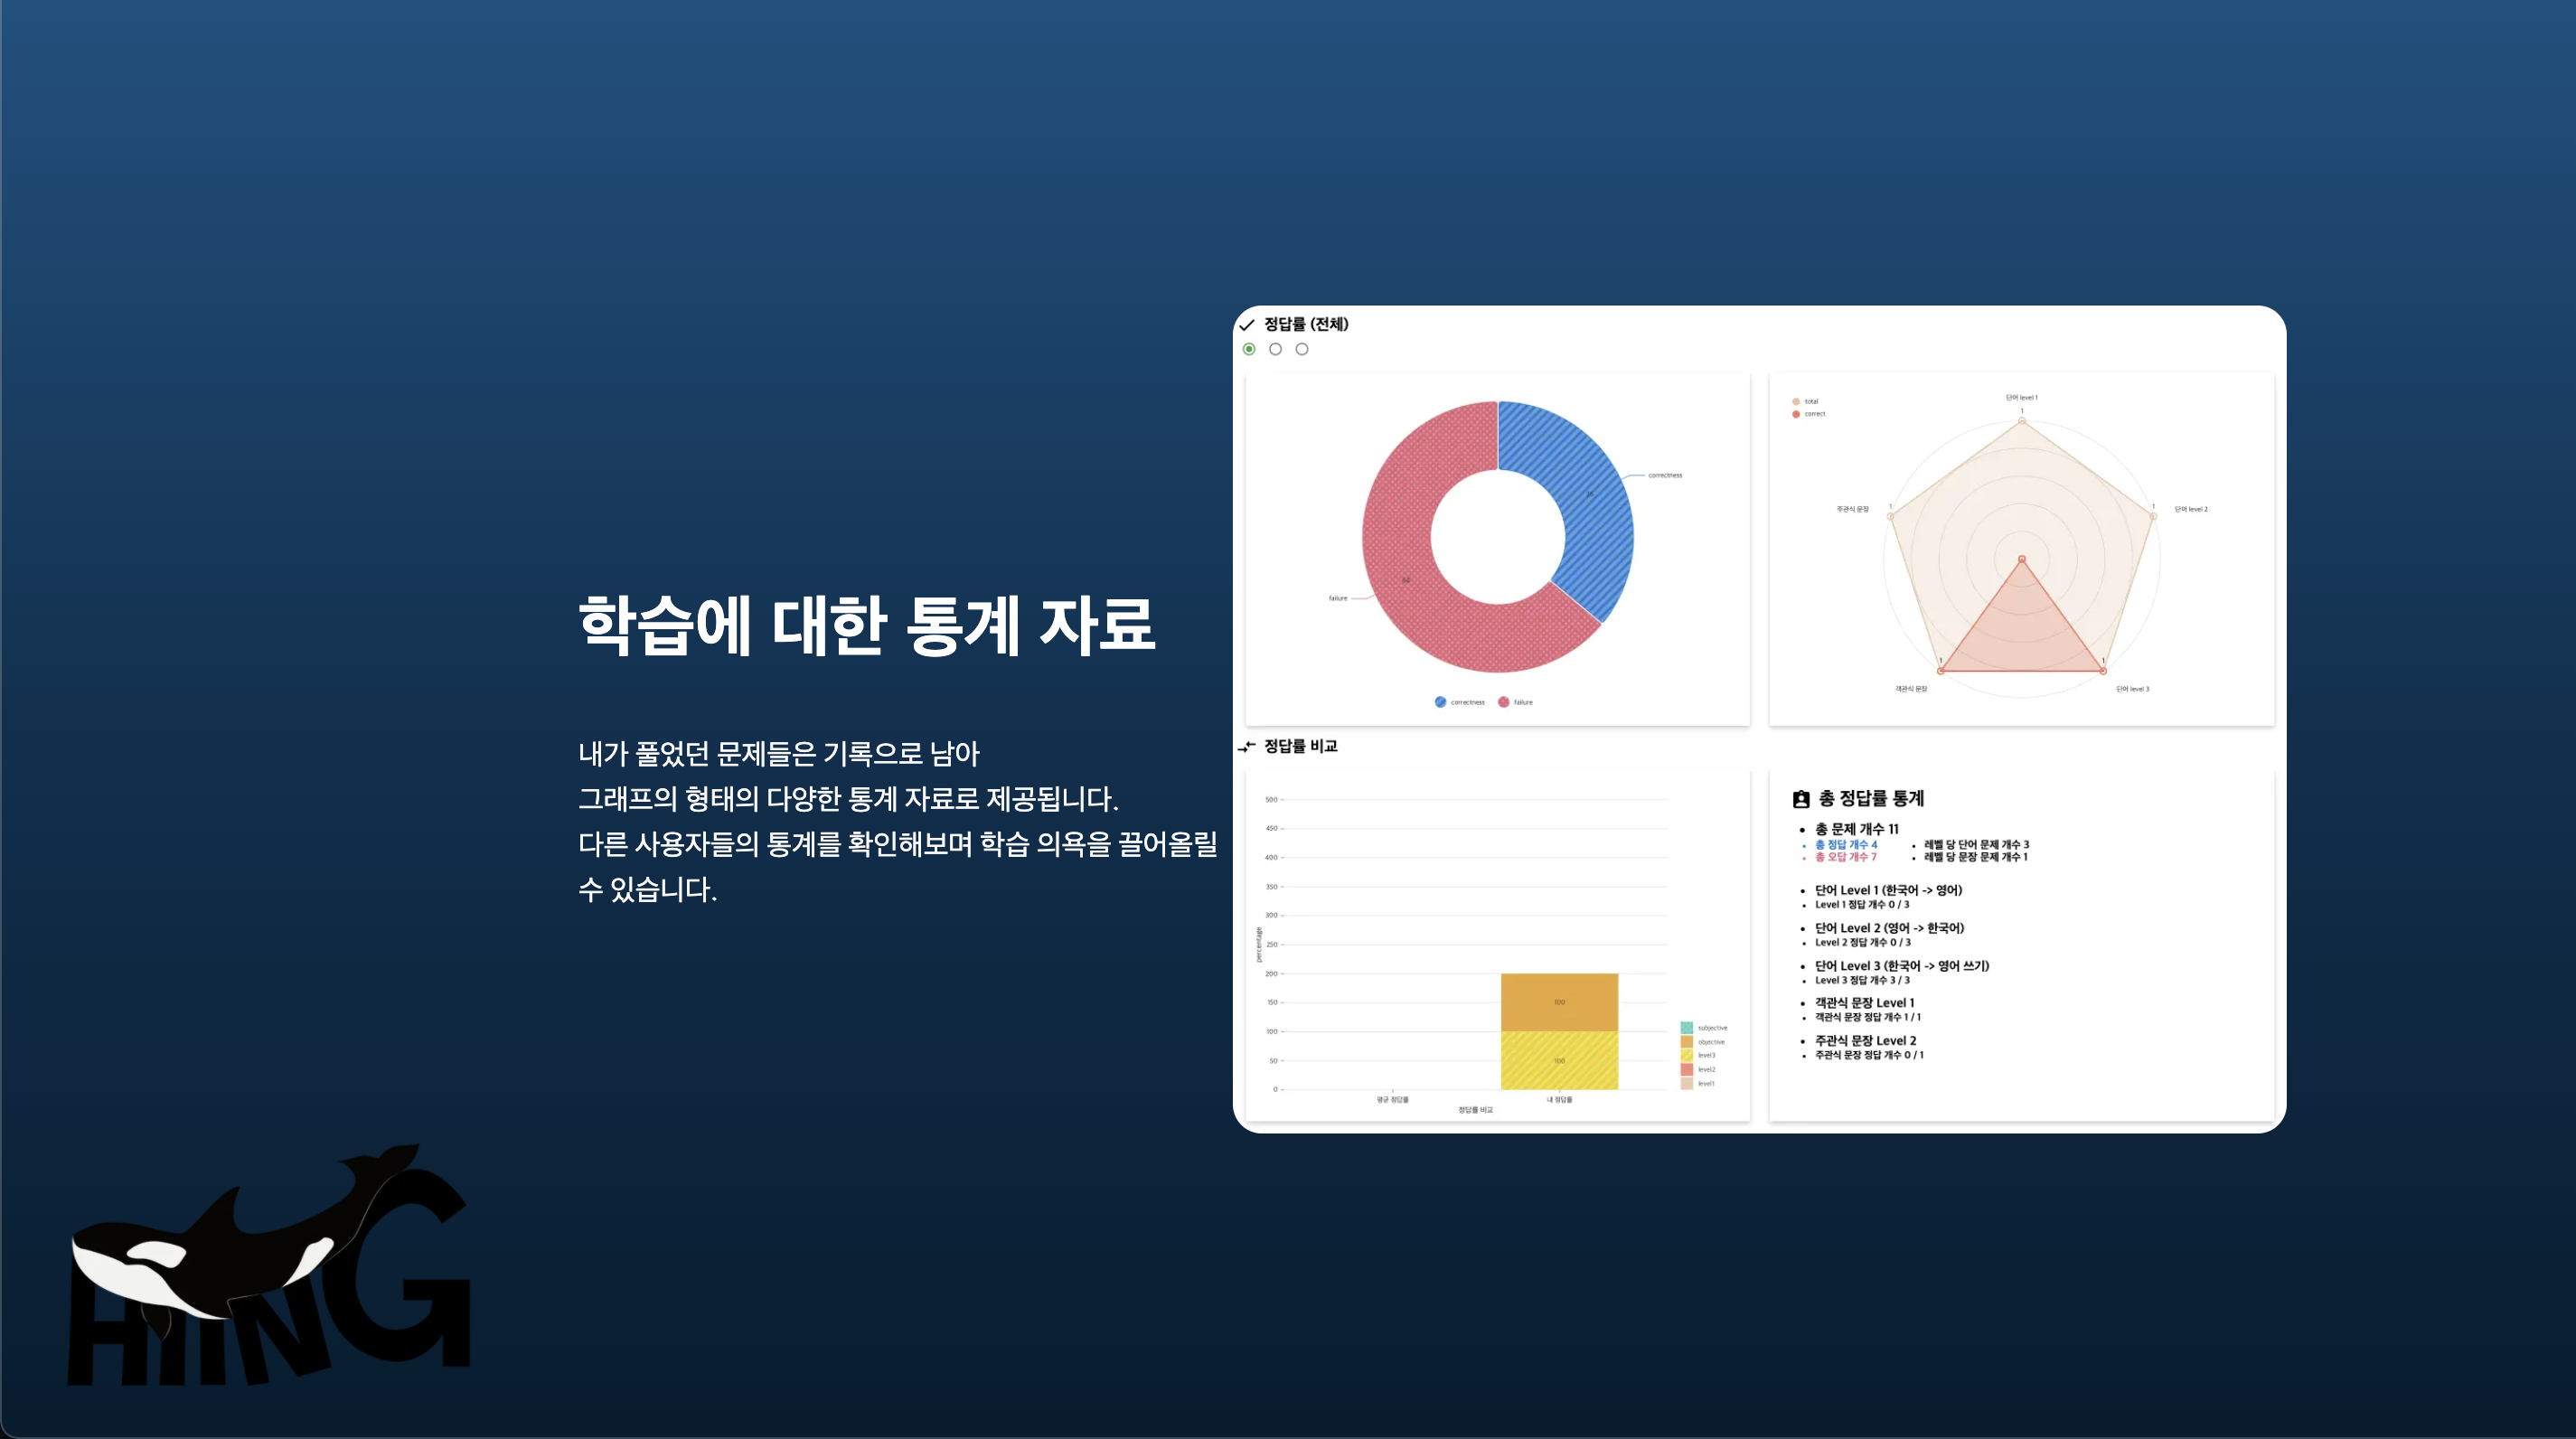 학습에 대한 통계 자료
내가 풀었던 문제들은 기록으로 남아
그래프의 형태의 다양한 통계 자료로 제공됩니다.
다른 사용자들의 통계를 확인해보며 학습 의욕을 끌어올릴
수 있습니다.
정답률 (전체)
correctness
failure
correctness failure
total
correct
단어 level 1
1
단어 level 2
1
단어 level 3
1
객관식 문장
1
주관식 문장
1
정답률 비교
500
450
400
350
300
250
200
150
100
50
0
percentage
100
100
평균 정답률
내 정답률
정답률 비교
subjective
objective
level3
level2
level1
총 정답률 통계
총 문제 개수 11
총 정답 개수 4
총 오답 개수 7
레벨 당 단어 문제 개수 3
레벨 당 문장 문제 개수 1
단어 Level 1 (한국어 -> 영어)
Level 1 정답 개수 0 / 3
단어 Level 2 (영어 -> 한국어)
Level 2 정답 개수 0 / 3
단어 Level 3 (한국어 -> 영어 쓰기)
Level 3 정답 개수 3 / 3
객관식 문장 Level 1
객관식 문장 정답 개수 1 / 1
주관식 문장 Level 2
주관식 문장 정답 개수 0 / 1